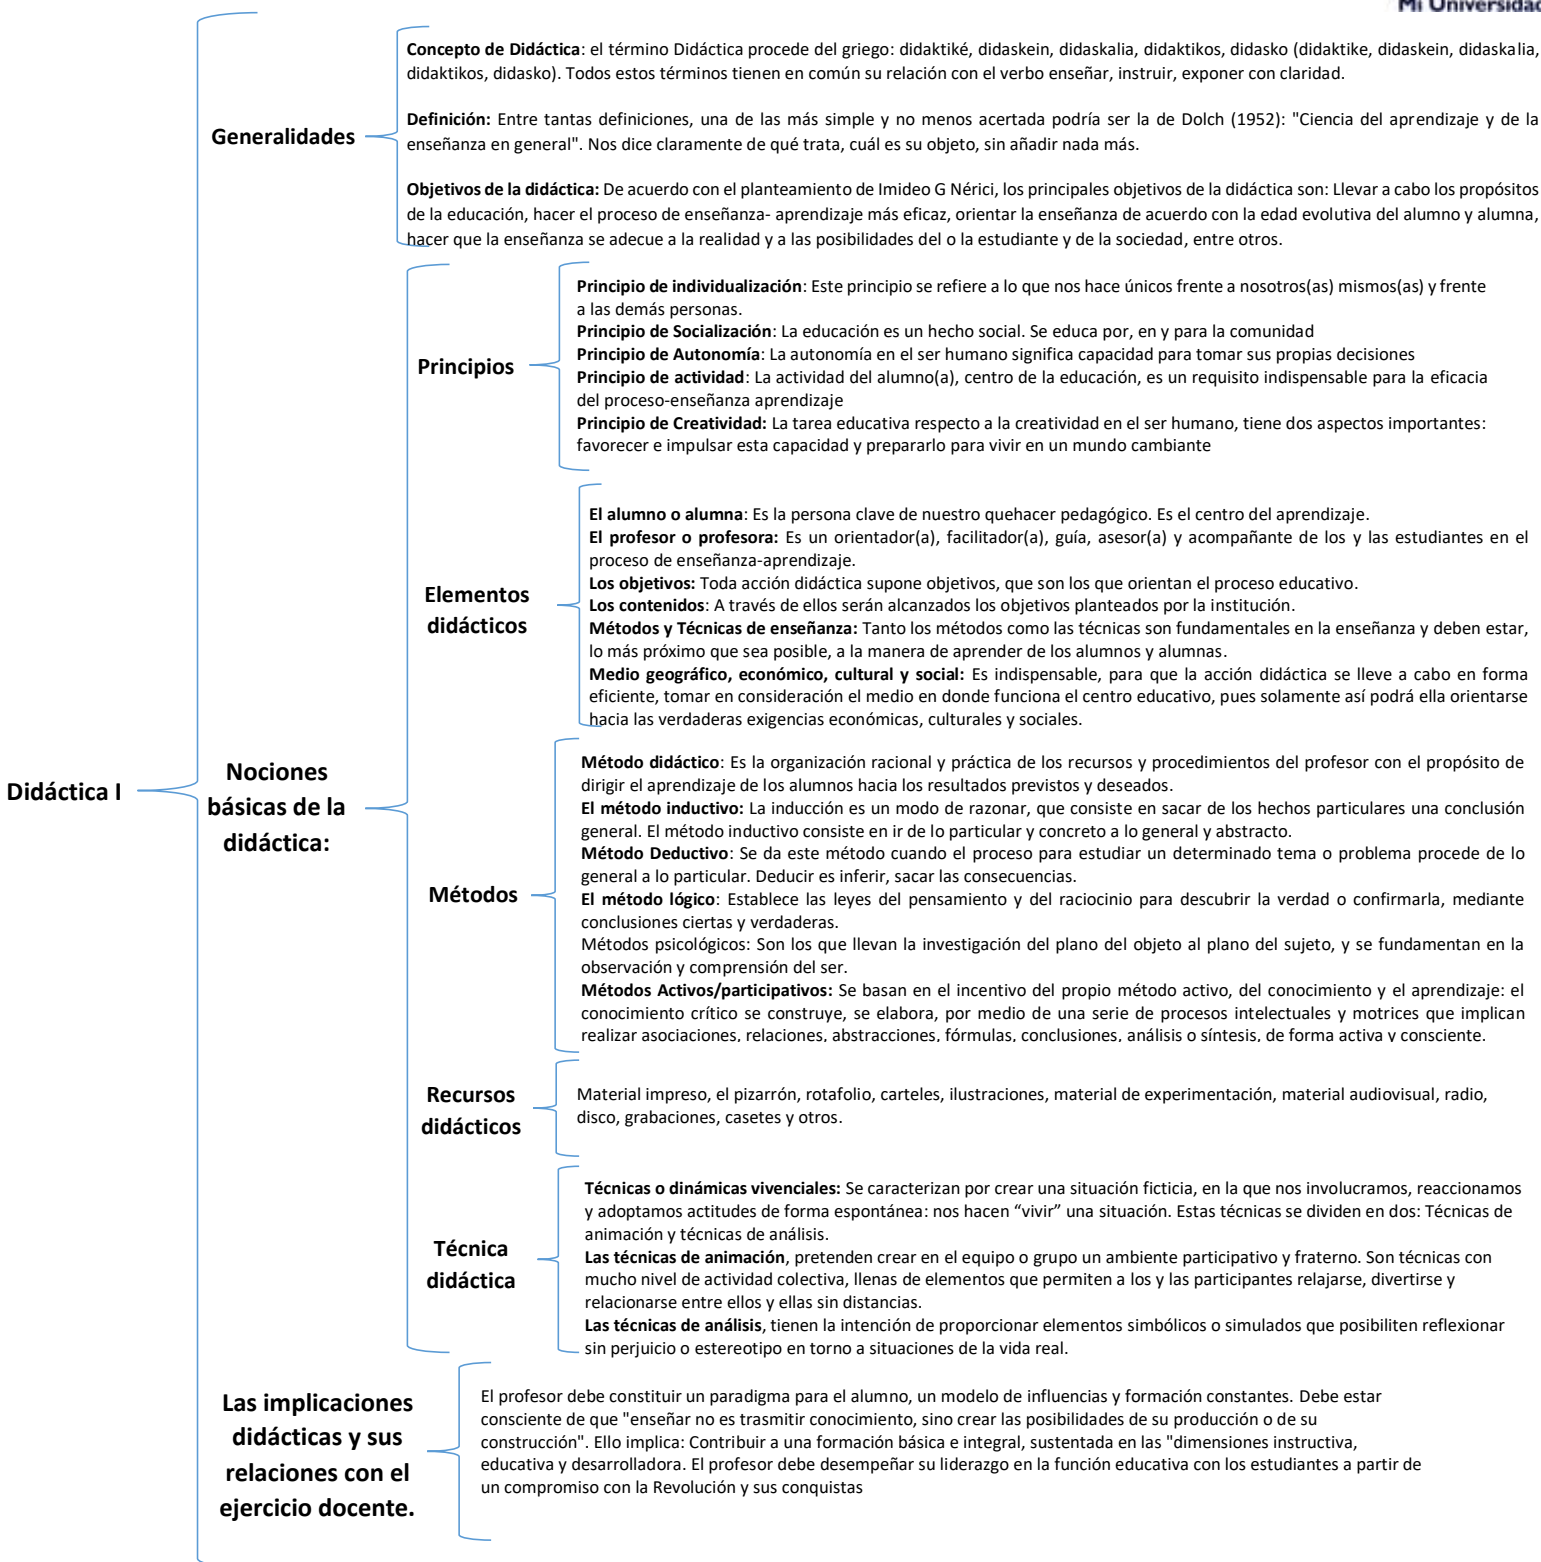 Mi Universidad
Concepto de Didáctica: el término Didáctica procede del griego: didaktiké, didaskein, didaskalia, didaktikos, didasko (didaktike, didaskein, didaskalia,
didaktikos, didasko). Todos estos términos tienen en común su relación con el verbo enseñar, instruir, exponer con claridad.
Generalidades
Definición: Entre tantas definiciones, una de las más simple y no menos acertada podría ser la de Dolch (1952): "Ciencia del aprendizaje y de la
enseñanza en general". Nos dice claramente de qué trata, cuál es su objeto, sin añadir nada más.
Objetivos de la didáctica: De acuerdo con el planteamiento de Imideo G Nérici, los principales objetivos de la didáctica son: Llevar a cabo los propósitos
de la educación, hacer el proceso de enseñanza- aprendizaje más eficaz, orientar la enseñanza de acuerdo con la edad evolutiva del alumno y alumna,
hacer que la enseñanza se adecue a la realidad y a las posibilidades del o la estudiante y de la sociedad, entre otros.
Didáctica I
Nociones
básicas de la
didáctica:
Principios
Principio de individualización: Este principio se refiere a lo que nos hace únicos frente a nosotros(as) mismos(as) y frente
a las demás personas.
Principio de Socialización: La educación es un hecho social. Se educa por, en y para la comunidad
Principio de Autonomía: La autonomía en el ser humano significa capacidad para tomar sus propias decisiones
Principio de actividad: La actividad del alumno(a), centro de la educación, es un requisito indispensable para la eficacia
del proceso-enseñanza aprendizaje
Principio de Creatividad: La tarea educativa respecto a la creatividad en el ser humano, tiene dos aspectos importantes:
favorecer e impulsar esta capacidad y prepararlo para vivir en un mundo cambiante
Elementos
didácticos
El alumno o alumna: Es la persona clave de nuestro quehacer pedagógico. Es el centro del aprendizaje.
El profesor o profesora: Es un orientador(a), facilitador(a), guía, asesor(a) y acompañante de los y las estudiantes en el
proceso de enseñanza-aprendizaje.
Los objetivos: Toda acción didáctica supone objetivos, que son los que orientan el proceso educativo.
Los contenidos: A través de ellos serán alcanzados los objetivos planteados por la institución.
Métodos y Técnicas de enseñanza: Tanto los métodos como las técnicas son fundamentales en la enseñanza y deben estar,
lo más próximo que sea posible, a la manera de aprender de los alumnos y alumnas.
Medio geográfico, económico, cultural y social: Es indispensable, para que la acción didáctica se lleve a cabo en forma
eficiente, tomar en consideración el medio en donde funciona el centro educativo, pues solamente así podrá ella orientarse
hacia las verdaderas exigencias económicas, culturales y sociales.
Métodos
Método didáctico: Es la organización racional y práctica de los recursos y procedimientos del profesor con el propósito de
dirigir el aprendizaje de los alumnos hacia los resultados previstos y deseados.
El método inductivo: La inducción es un modo de razonar, que consiste en sacar de los hechos particulares una conclusión
general. El método inductivo consiste en ir de lo particular y concreto a lo general y abstracto.
Método Deductivo: Se da este método cuando el proceso para estudiar un determinado tema o problema procede de lo
general a lo particular. Deducir es inferir, sacar las consecuencias.
El método lógico: Establece las leyes del pensamiento y del raciocinio para descubrir la verdad o confirmarla, mediante
conclusiones ciertas y verdaderas.
Métodos psicológicos: Son los que llevan la investigación del plano del objeto al plano del sujeto, y se fundamentan en la
observación y comprensión del ser.
Métodos Activos/participativos: Se basan en el incentivo del propio método activo, del conocimiento y el aprendizaje: el
conocimiento crítico se construye, se elabora, por medio de una serie de procesos intelectuales y motrices que implican
realizar asociaciones, relaciones, abstracciones, fórmulas, conclusiones, análisis o síntesis, de forma activa y consciente.
Recursos
didácticos
Material impreso, el pizarrón, rotafolio, carteles, ilustraciones, material de experimentación, material audiovisual, radio,
disco, grabaciones, casetes y otros.
Técnica
didáctica
Técnicas o dinámicas vivenciales: Se caracterizan por crear una situación ficticia, en la que nos involucramos, reaccionamos
y adoptamos actitudes de forma espontánea: nos hacen “vivir” una situación. Estas técnicas se dividen en dos: Técnicas de
animación y técnicas de análisis.
Las técnicas de animación, pretenden crear en el equipo o grupo un ambiente participativo y fraterno. Son técnicas con
mucho nivel de actividad colectiva, llenas de elementos que permiten a los y las participantes relajarse, divertirse y
relacionarse entre ellos y ellas sin distancias.
Las técnicas de análisis, tienen la intención de proporcionar elementos simbólicos o simulados que posibiliten reflexionar
sin perjuicio o estereotipo en torno a situaciones de la vida real.
Las implicaciones
didácticas y sus
relaciones con el
ejercicio docente.
El profesor debe constituir un paradigma para el alumno, un modelo de influencias y formación constantes. Debe estar
consciente de que "enseñar no es trasmitir conocimiento, sino crear las posibilidades de su producción o de su
construcción". Ello implica: Contribuir a una formación básica e integral, sustentada en las "dimensiones instructiva,
educativa y desarrolladora. El profesor debe desempeñar su liderazgo en la función educativa con los estudiantes a partir de
un compromiso con la Revolución y sus conquistas